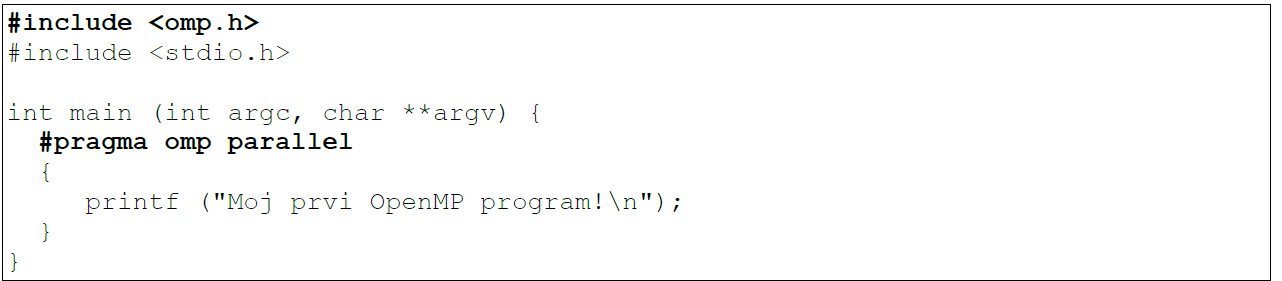 #include <omp.h>
#include <stdio.h>
int main (int argc, char **argv) {
#pragma omp parallel
{
printf ("Moj prvi OpenMP program!\n");
}
}